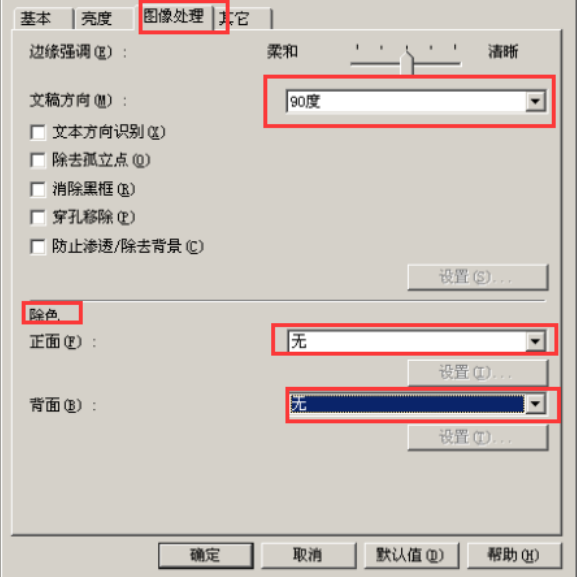 基本 亮度 图像处理 其它
边缘强调(E)： 柔和 清晰
文稿方向(M)： 90度
文本方向识别(X)
除去孤立点(O)
消除黑框(R)
穿孔移除(P)
防止渗透/除去背景(C)
设置(S)...
除色
正面(F)： 无
设置(I)...
背面(B)： 无
设置(T)...
确定 取消 默认值(D) 帮助(H)